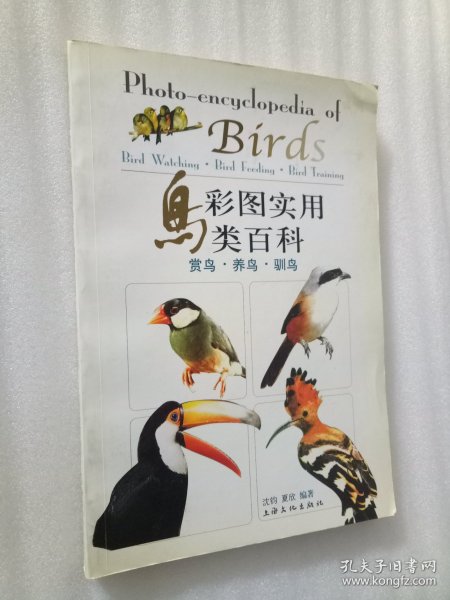 Photo-encyclopedia of
Birds
Bird Watching · Bird Feeding · Bird Training
彩图实用
鸟类百科
赏鸟·养鸟·驯鸟
沈钧 夏欣 编著
上海文化出版社
孔夫子旧书网
www.kongfz.com